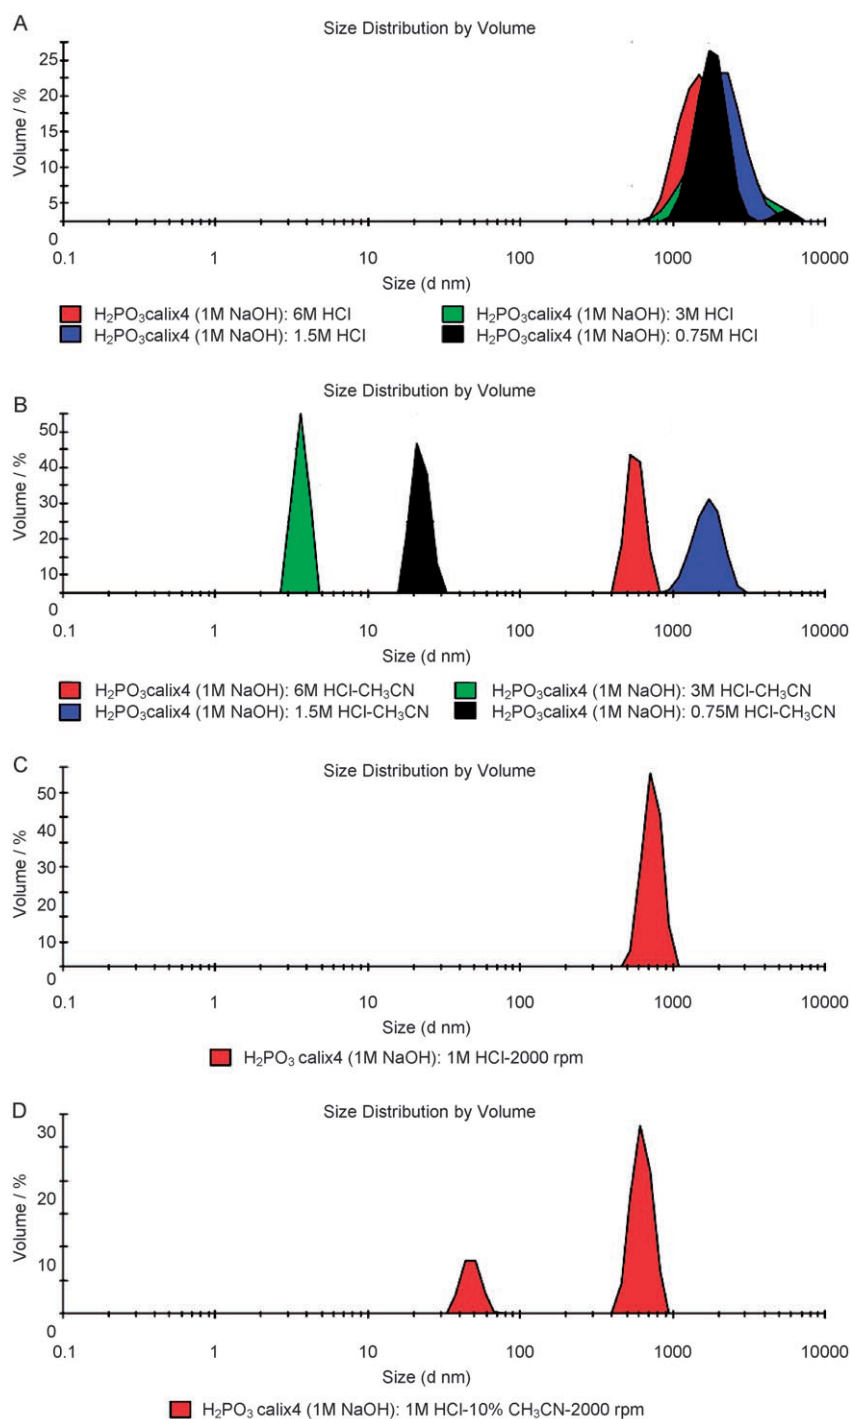 A
Size Distribution by Volume
Volume / %
25
20
15
10
5
0
0.1 1 10 100 1000 10000
Size (d nm)
H₂PO₃calix4 (1M NaOH): 6M HCl H₂PO₃calix4 (1M NaOH): 3M HCl
H₂PO₃calix4 (1M NaOH): 1.5M HCl H₂PO₃calix4 (1M NaOH): 0.75M HCl
B
Size Distribution by Volume
Volume / %
50
40
30
20
10
0
0.1 1 10 100 1000 10000
Size (d nm)
H₂PO₃calix4 (1M NaOH): 6M HCl-CH₃CN H₂PO₃calix4 (1M NaOH): 3M HCl-CH₃CN
H₂PO₃calix4 (1M NaOH): 1.5M HCl-CH₃CN H₂PO₃calix4 (1M NaOH): 0.75M HCl-CH₃CN
C
Size Distribution by Volume
Volume / %
50
40
30
20
10
0
0.1 1 10 100 1000 10000
Size (d nm)
H₂PO₃ calix4 (1M NaOH): 1M HCl-2000 rpm
D
Size Distribution by Volume
Volume / %
30
20
10
0
0.1 1 10 100 1000 10000
Size (d nm)
H₂PO₃ calix4 (1M NaOH): 1M HCl-10% CH₃CN-2000 rpm